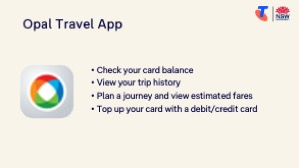 Opal Travel App
NSW
• Check your card balance
• View your trip history
• Plan a journey and view estimated fares
• Top up your card with a debit/credit card